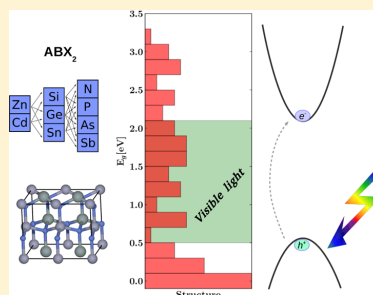 ABX₂
Zn
Cd
Si
Ge
Sn
N
P
As
Sb
3.5
3.0
2.5
2.0
1.5
1.0
0.5
0.0
E_g[eV]
Visible light
Structure
e⁻
h⁺